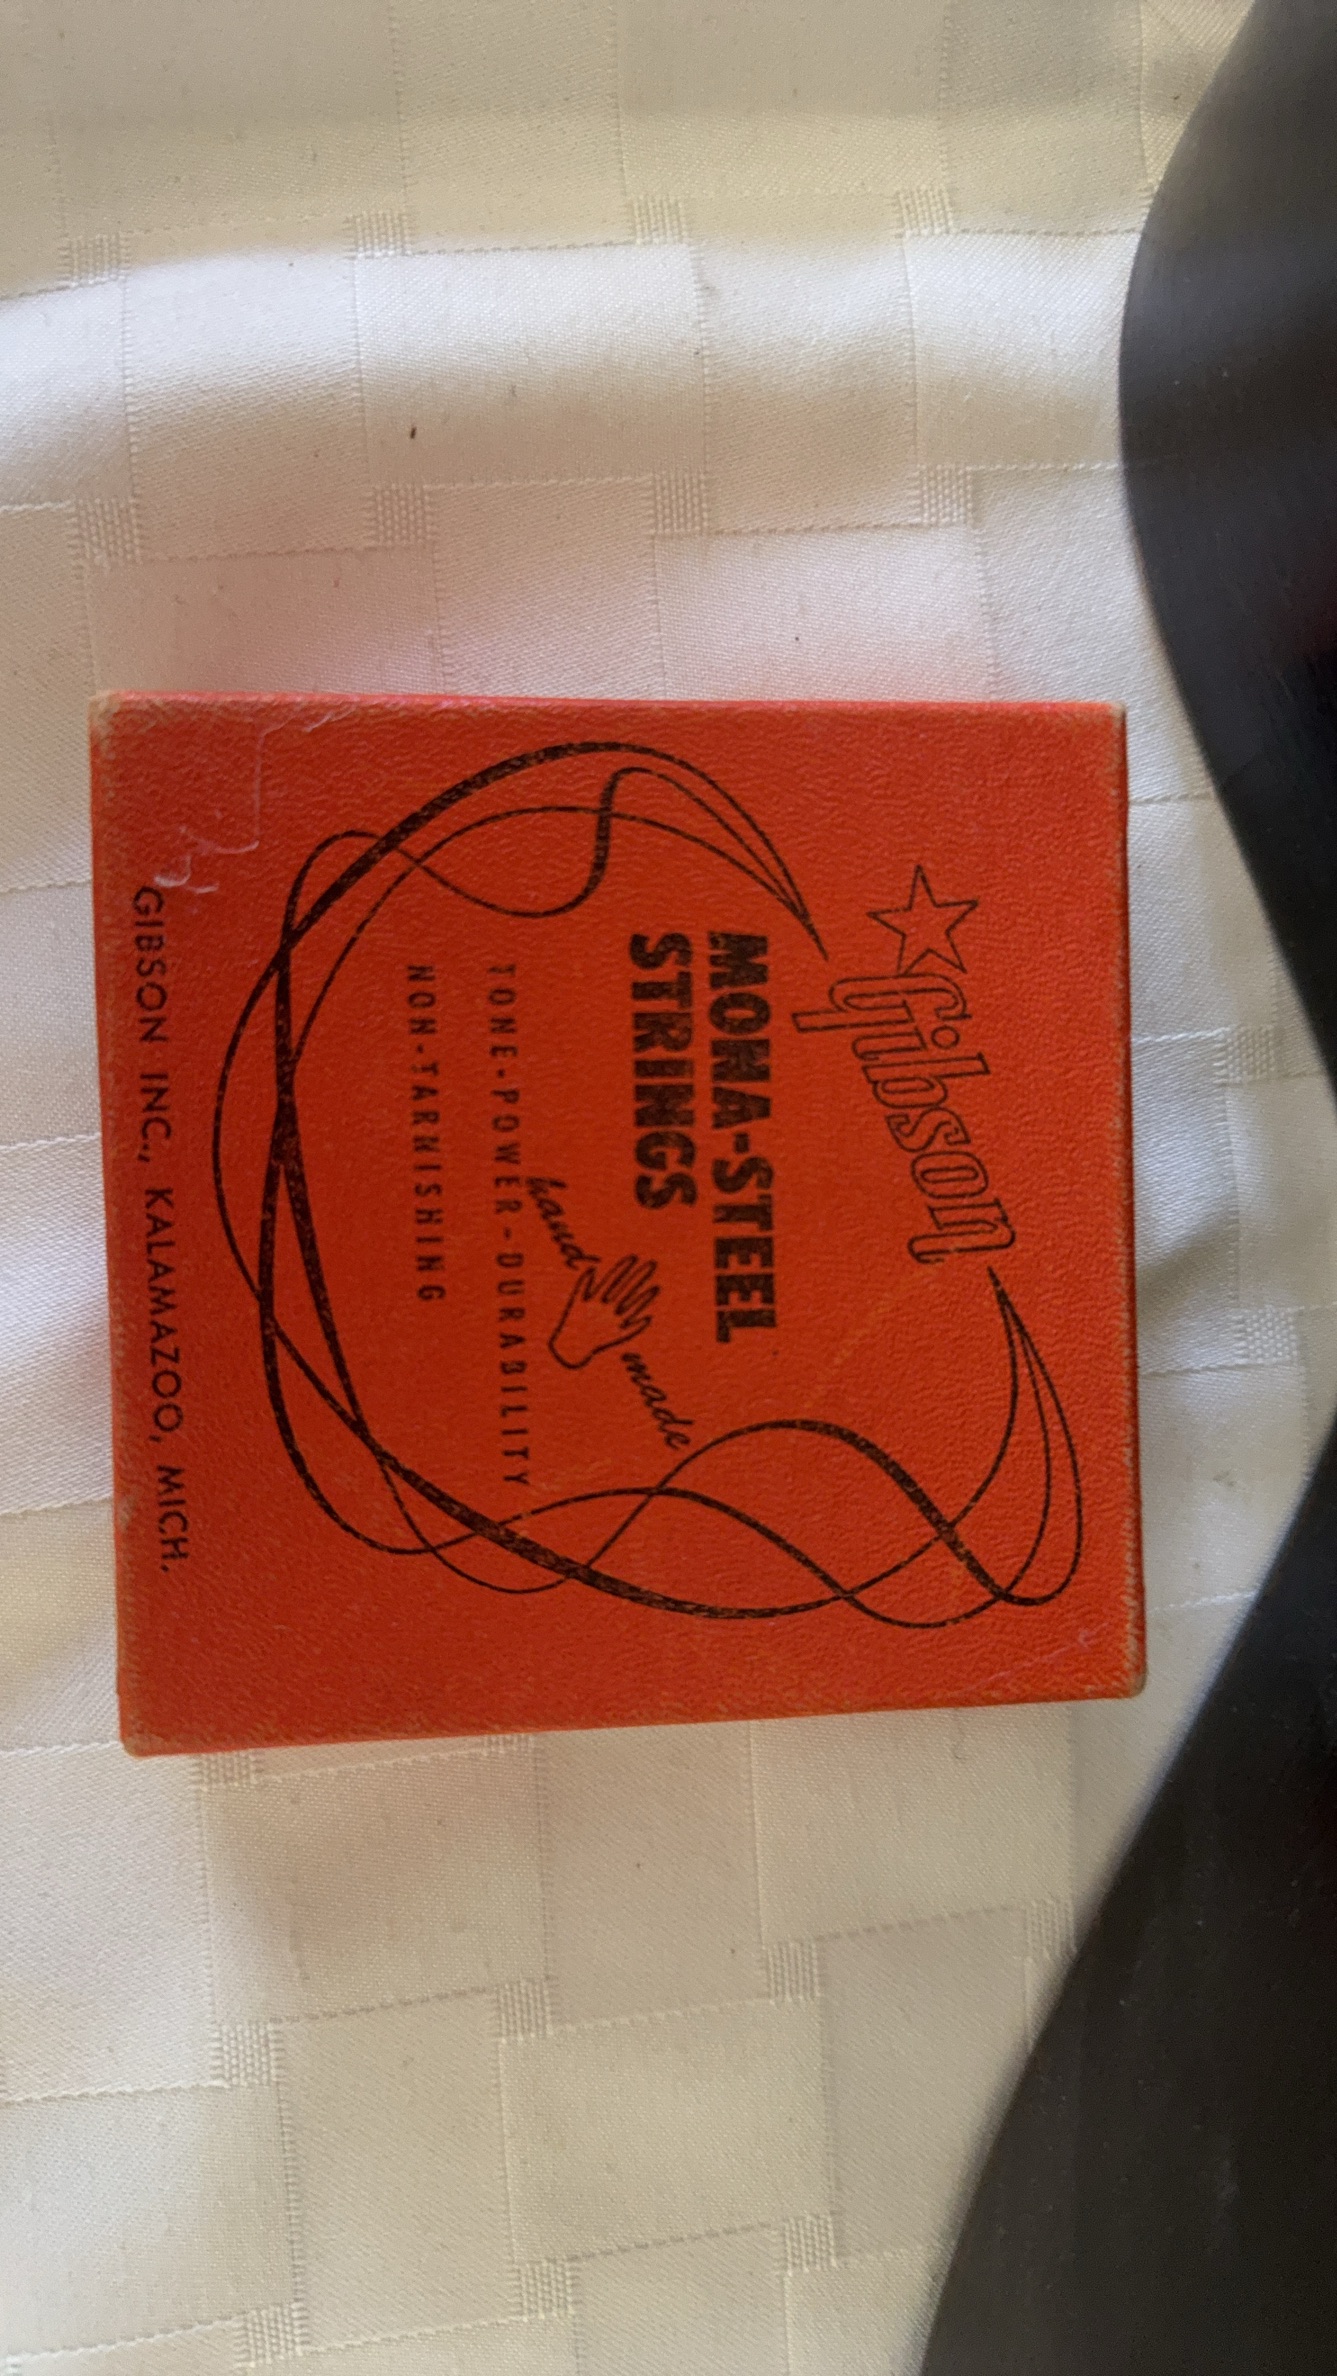 Gibson
MONA-STEEL
STRINGS
hand made
TONE-POWER-DURABILITY
NON-TARNISHING
GIBSON INC., KALAMAZOO, MICH.